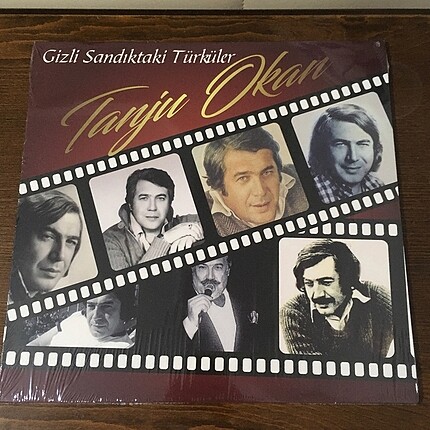 Gizli Sandıktaki Türküler
Tanju Okan